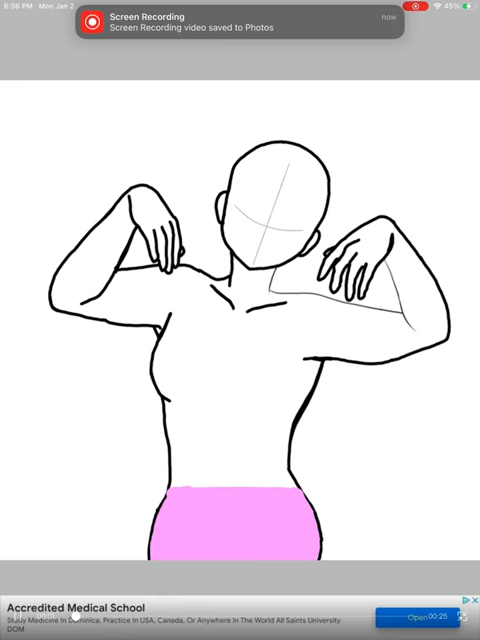 6:56 PM Mon Jan 2
45%
Screen Recording
now
Screen Recording video saved to Photos
Accredited Medical School
Study Medicine In Dominica, Practice In USA, Canada, Or Anywhere In The World All Saints University
DOM
Open
00:25